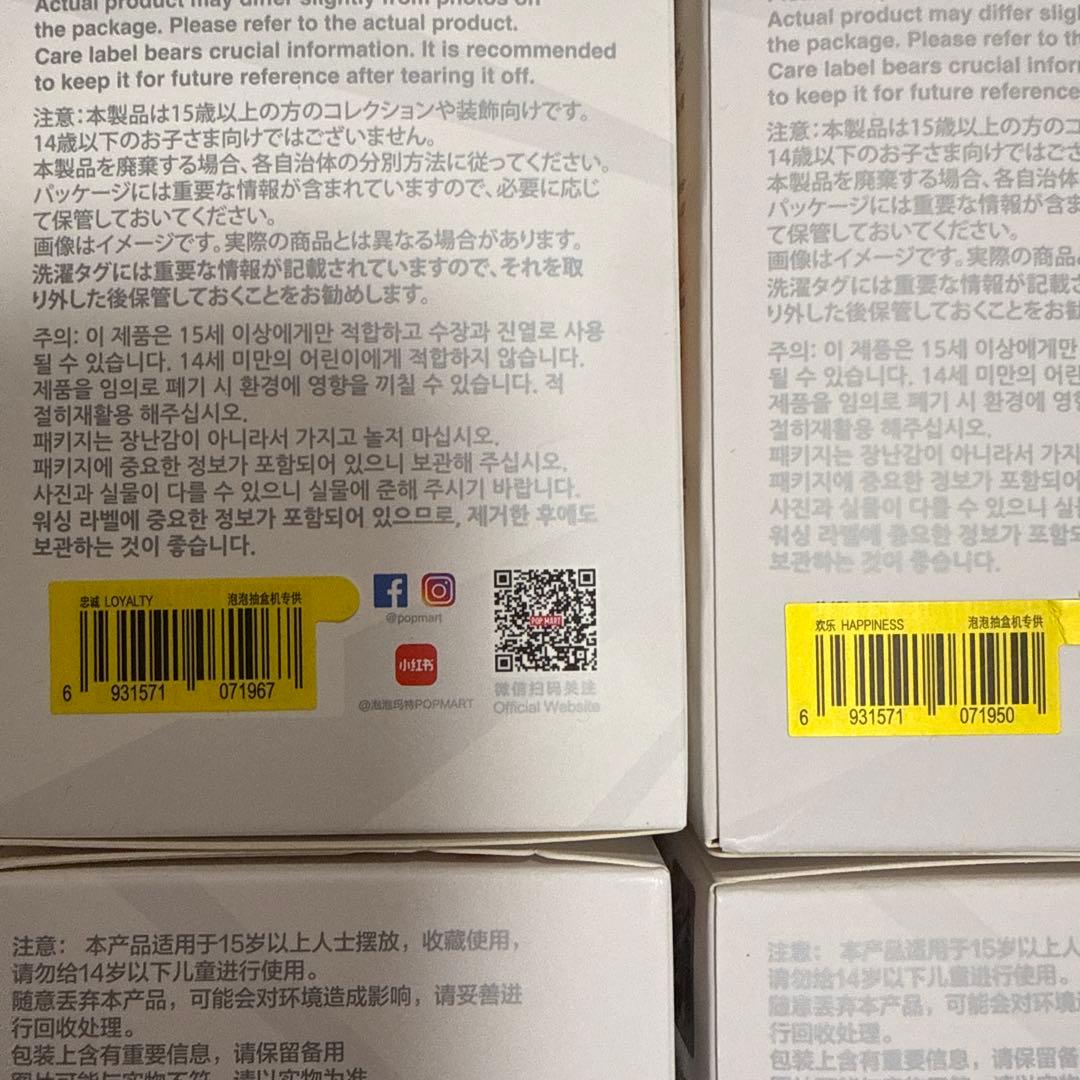 Actual product may differ slightly from photos on
the package. Please refer to the actual product.
Care label bears crucial information. It is recommended
to keep it for future reference after tearing it off.
注意:本製品は15歳以上の方のコレクションや装飾向けです。
14歳以下のお子さま向けではございません。
本製品を廃棄する場合、各自治体の分別方法に従ってください。
パッケージには重要な情報が含まれていますので、必要に応じ
て保管しておいてください。
画像はイメージです。実際の商品とは異なる場合があります。
洗濯タグには重要な情報が記載されていますので、それを取
り外した後保管しておくことをお勧めします。
주의: 이 제품은 15세 이상에게만 적합하고 수장과 진열로 사용
될 수 있습니다. 14세 미만의 어린이에게 적합하지 않습니다.
제품을 임의로 폐기 시 환경에 영향을 끼칠 수 있습니다. 적
절히재활용 해주십시오.
패키지는 장난감이 아니라서 가지고 놀지 마십시오.
패키지에 중요한 정보가 포함되어 있으니 보관해 주십시오.
사진과 실물이 다를 수 있으니 실물에 준해 주시기 바랍니다.
워싱 라벨에 중요한 정보가 포함되어 있으므로, 제거한 후에도
보관하는 것이 좋습니다.
忠诚 LOYALTY 泡泡抽盒机专供
6 931571 071967
@popmart
小红书
@泡泡玛特POPMART
POP MART
微信扫码关注
Official Website
Actual product may differ
the package. Please refer to
Care label bears crucial
to keep it for future reference
注意:本製品は15歳以上の方の
14歳以下のお子さま向けではござ
本製品を廃棄する場合、各自治体
パッケージには重要な情報が含ま
て保管しておいてください。
画像はイメージです。実際の商品
洗濯タグには重要な情報が記載
り外した後保管しておくことをお
주의: 이 제품은 15세 이상에게만
될 수 있습니다. 14세 미만의 어린
제품을 임의로 폐기 시 환경에
절히재활용 해주십시오.
패키지는 장난감이 아니라서 가지
패키지에 중요한 정보가 포함되어
사진과 실물이 다를 수 있으니
워싱 라벨에 중요한 정보가
보관하는 것이 좋습니다.
欢乐 HAPPINESS 泡泡抽盒机专供
6 931571 071950
注意: 本产品适用于15岁以上人士摆放，收藏使用，
请勿给14岁以下儿童进行使用。
随意丢弃本产品，可能会对环境造成影响，请妥善进
行回收处理。
包装上含有重要信息，请保留备用
图片可能与实物不符，请以实物为准
注意: 本产品适用于15岁以上人
请勿给14岁以下儿童进行使用。
随意丢弃本产品，可能会对环境
行回收处理。
包装上含有重要信息，请保留备